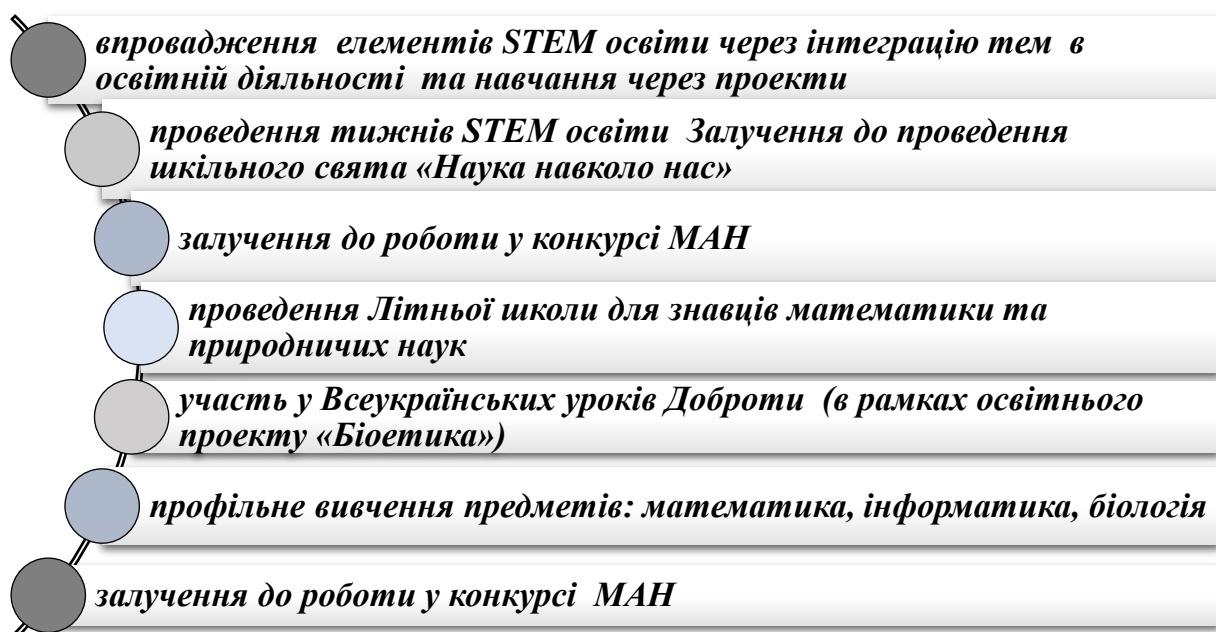 впровадження елементів STEM освіти через інтеграцію тем в
освітній діяльності та навчання через проекти
проведення тижнів STEM освіти Залучення до проведення
шкільного свята «Наука навколо нас»
залучення до роботи у конкурсі МАН
проведення Літньої школи для знавців математики та
природничих наук
участь у Всеукраїнських уроків Доброти (в рамках освітнього
проекту «Біоетика»)
профільне вивчення предметів: математика, інформатика, біологія
залучення до роботи у конкурсі МАН